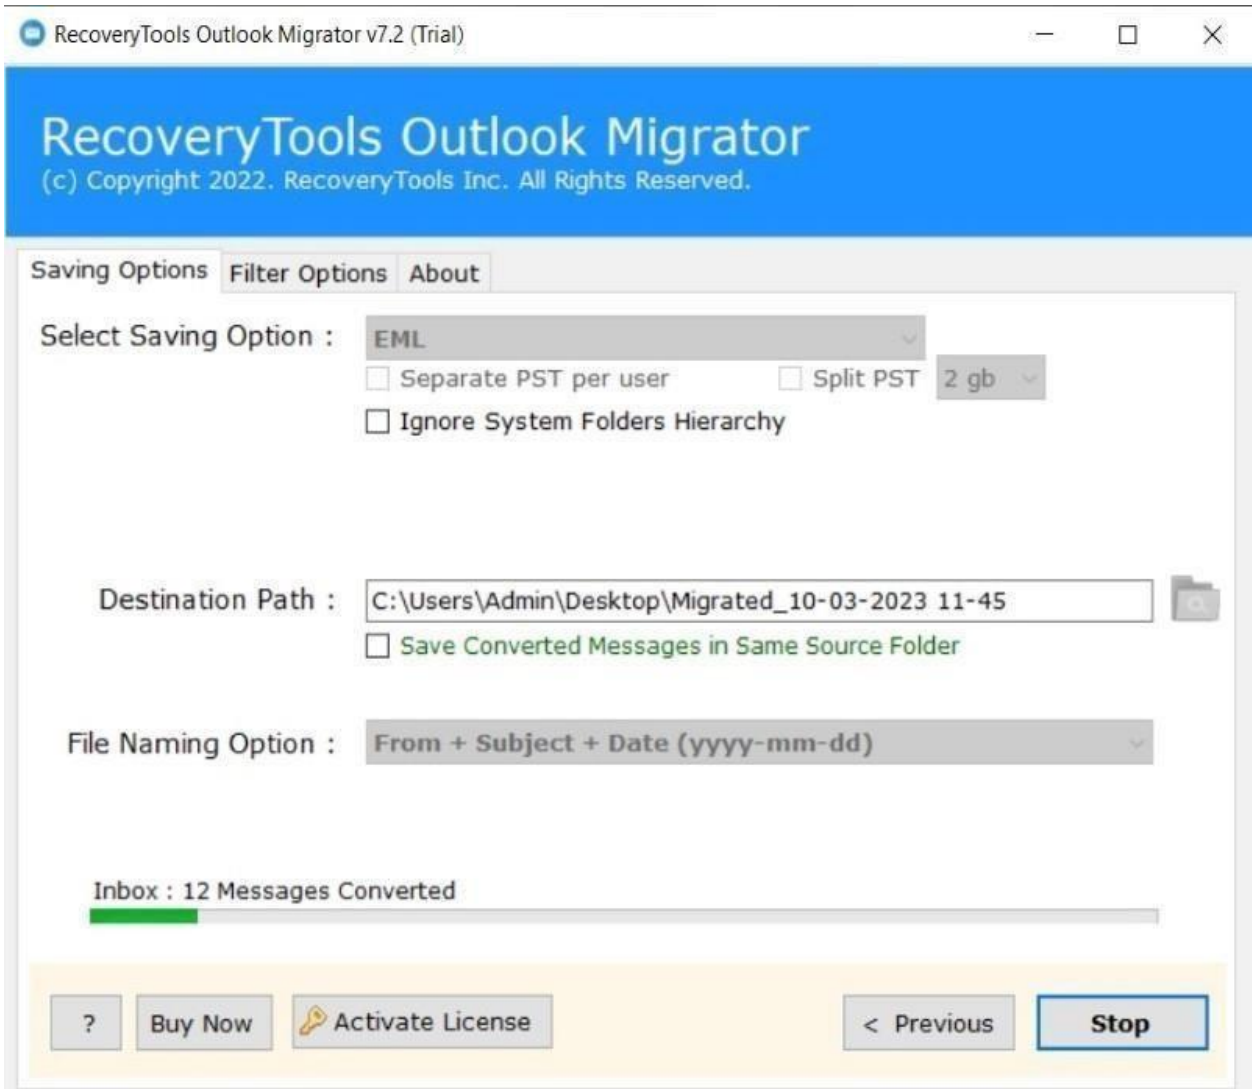 RecoveryTools Outlook Migrator v7.2 (Trial)
RecoveryTools Outlook Migrator
(c) Copyright 2022. RecoveryTools Inc. All Rights Reserved.
Saving Options Filter Options About
Select Saving Option : EML
Separate PST per user Split PST 2 gb
Ignore System Folders Hierarchy
Destination Path : C:\Users\Admin\Desktop\Migrated_10-03-2023 11-45
Save Converted Messages in Same Source Folder
File Naming Option : From + Subject + Date (yyyy-mm-dd)
Inbox : 12 Messages Converted
? Buy Now Activate License < Previous Stop